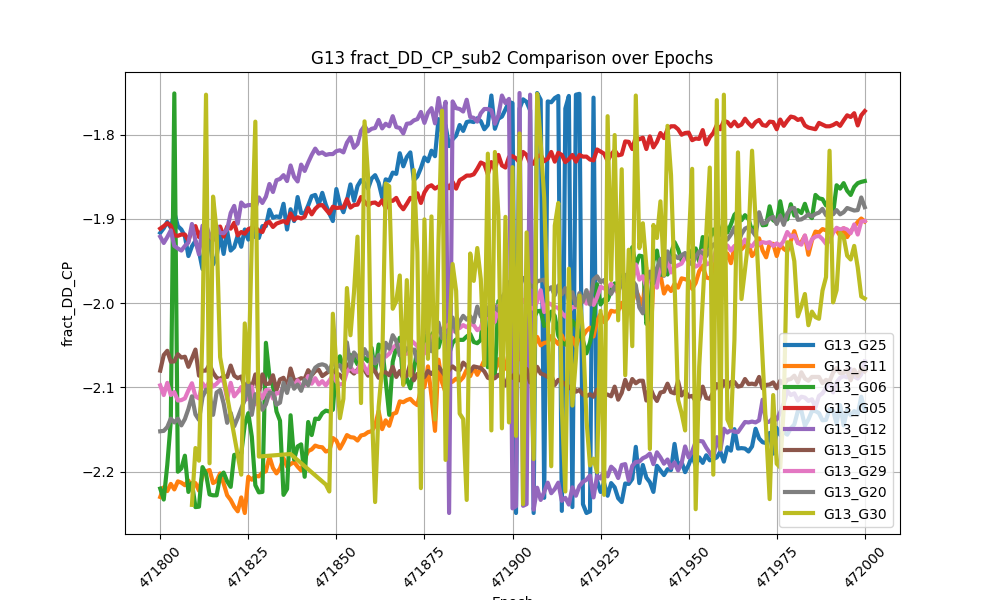 G13 fract_DD_CP_sub2 Comparison over Epochs
fract_DD_CP
−1.8
−1.9
−2.0
−2.1
−2.2
G13_G25
G13_G11
G13_G06
G13_G05
G13_G12
G13_G15
G13_G29
G13_G20
G13_G30
471800
471825
471850
471875
471900
471925
471950
471975
472000
Epoch